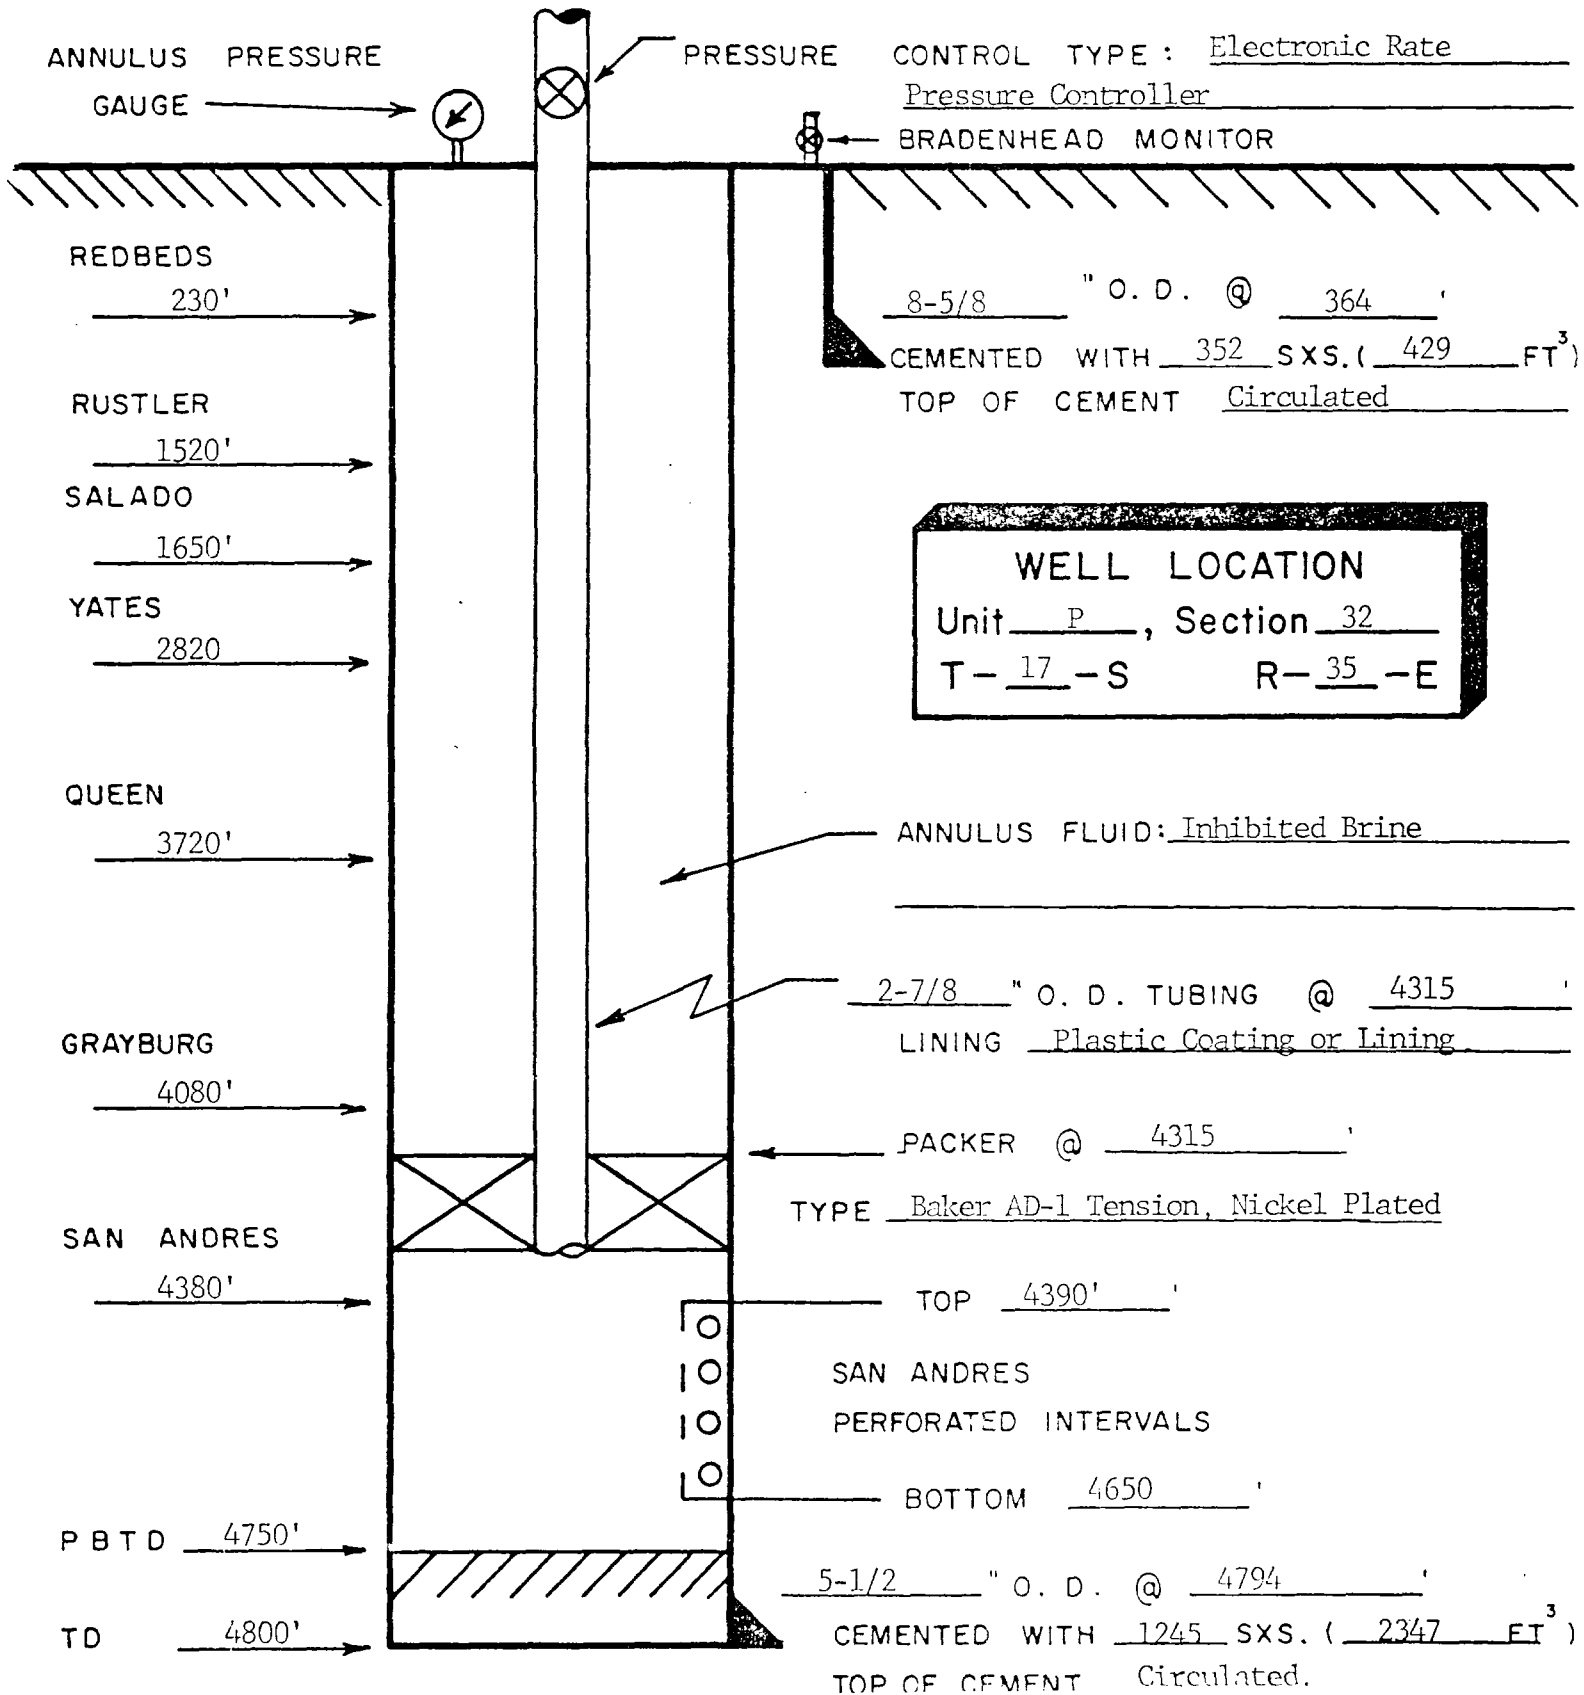 ANNULUS PRESSURE
GAUGE
PRESSURE CONTROL TYPE: Electronic Rate
Pressure Controller
BRADENHEAD MONITOR
REDBEDS
230'
8-5/8 " O. D. @ 364 '
CEMENTED WITH 352 SXS. ( 429 FT³)
TOP OF CEMENT Circulated
RUSTLER
1520'
SALADO
1650'
YATES
2820
WELL LOCATION
Unit P , Section 32
T- 17 -S R- 35 -E
QUEEN
3720'
ANNULUS FLUID: Inhibited Brine
2-7/8 " O. D. TUBING @ 4315 '
LINING Plastic Coating or Lining
GRAYBURG
4080'
PACKER @ 4315 '
TYPE Baker AD-1 Tension, Nickel Plated
SAN ANDRES
4380'
TOP 4390' '
SAN ANDRES
PERFORATED INTERVALS
BOTTOM 4650 '
PBTD 4750'
5-1/2 " O. D. @ 4794 '
TD 4800'
CEMENTED WITH 1245 SXS. ( 2347 FT³)
TOP OF CEMENT Circulated.